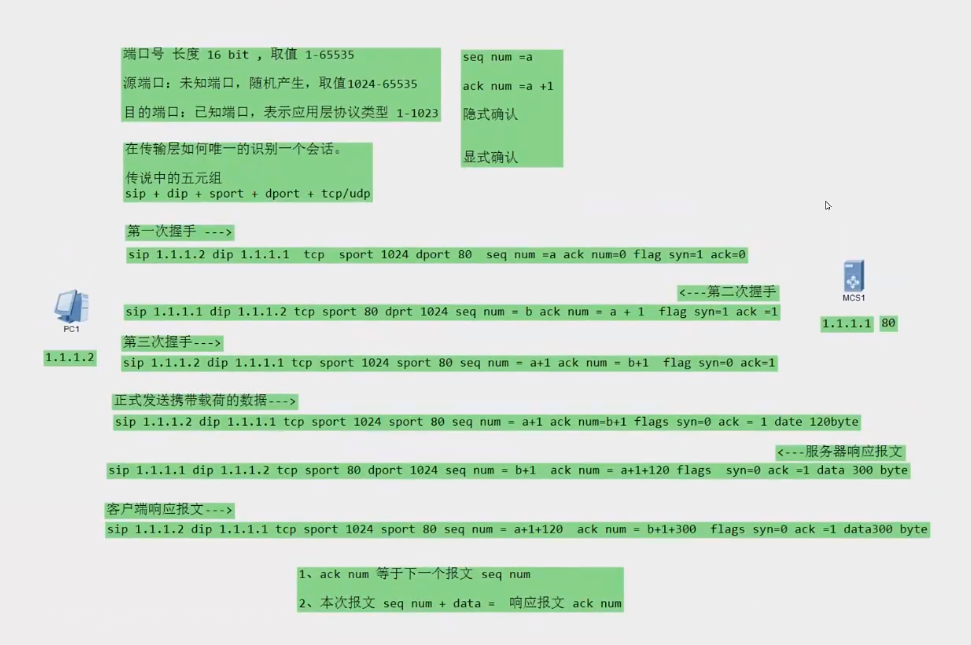 端口号 长度 16 bit , 取值 1-65535
源端口：未知端口，随机产生，取值1024-65535
目的端口：已知端口，表示应用层协议类型 1-1023
seq num =a
ack num =a +1
隐式确认
显式确认
在传输层如何唯一的识别一个会话。
传说中的五元组
sip + dip + sport + dport + tcp/udp
第一次握手 --->
sip 1.1.1.2 dip 1.1.1.1 tcp sport 1024 dport 80 seq num =a ack num=0 flag syn=1 ack=0
<---第二次握手
sip 1.1.1.1 dip 1.1.1.2 tcp sport 80 dprt 1024 seq num = b ack num = a + 1 flag syn=1 ack =1
PC1
1.1.1.2
MCS1
1.1.1.1 80
第三次握手--->
sip 1.1.1.2 dip 1.1.1.1 tcp sport 1024 sport 80 seq num = a+1 ack num = b+1 flag syn=0 ack=1
正式发送携带载荷的数据--->
sip 1.1.1.2 dip 1.1.1.1 tcp sport 1024 sport 80 seq num = a+1 ack num=b+1 flags syn=0 ack = 1 date 120byte
<---服务器响应报文
sip 1.1.1.1 dip 1.1.1.2 tcp sport 80 dport 1024 seq num = b+1 ack num = a+1+120 flags syn=0 ack =1 data 300 byte
客户端响应报文--->
sip 1.1.1.2 dip 1.1.1.1 tcp sport 1024 sport 80 seq num = a+1+120 ack num = b+1+300 flags syn=0 ack =1 data300 byte
1、ack num 等于下一个报文 seq num
2、本次报文 seq num + data = 响应报文 ack num